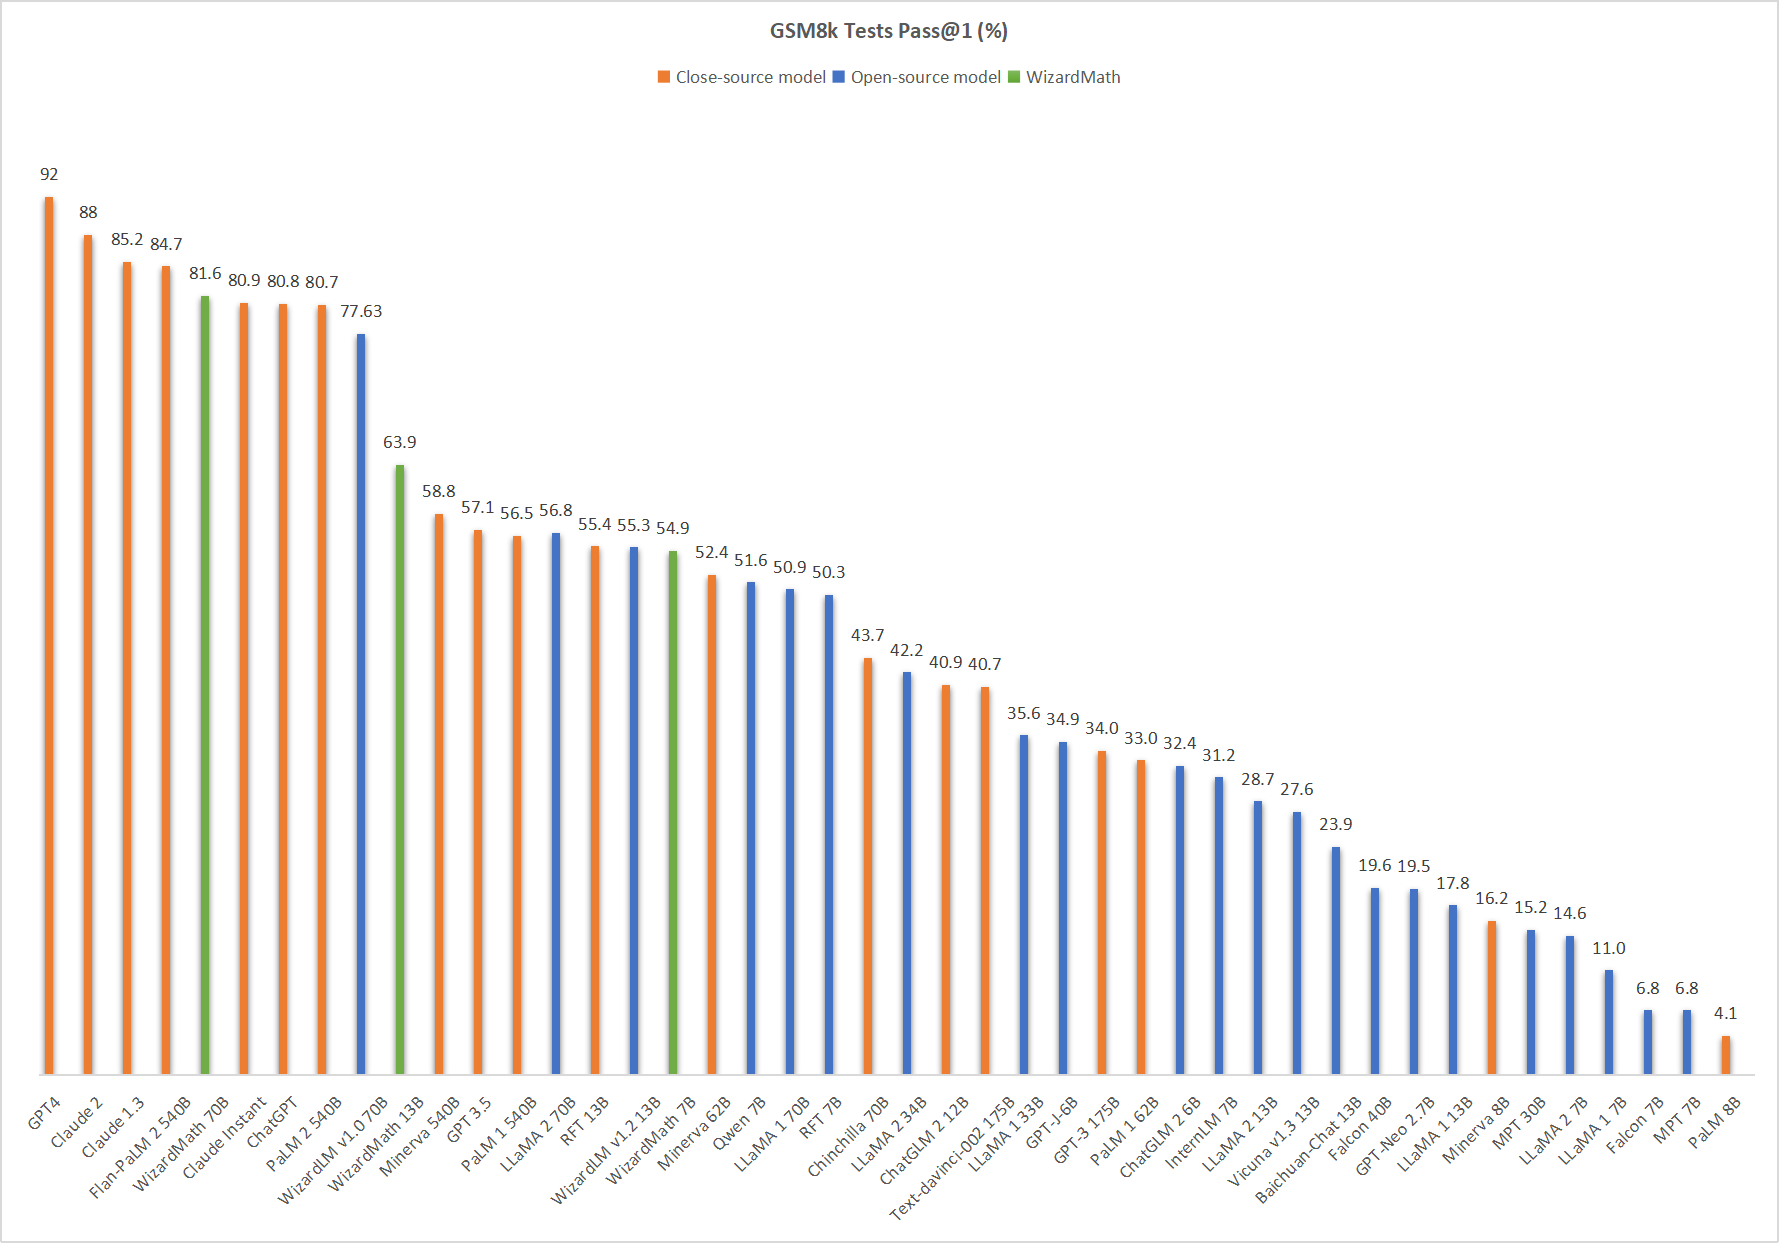 GSM8k Tests Pass@1 (%)
Close-source model
Open-source model
WizardMath
92
88
85.2
84.7
81.6
80.9
80.8
80.7
77.63
63.9
58.8
57.1
56.5
56.8
55.4
55.3
54.9
52.4
51.6
50.9
50.3
43.7
42.2
40.9
40.7
35.6
34.9
34.0
33.0
32.4
31.2
28.7
27.6
23.9
19.6
19.5
17.8
16.2
15.2
14.6
11.0
6.8
6.8
4.1
GPT4
Claude 2
Claude 1.3
Flan-PaLM 2 540B
WizardMath 70B
Claude Instant
ChatGPT
PaLM 2 540B
WizardLM v1.0 70B
WizardMath 13B
Minerva 540B
GPT 3.5
PaLM 1 540B
LLaMA 2 70B
RFT 13B
WizardLM v1.2 13B
WizardMath 7B
Minerva 62B
Qwen 7B
LLaMA 1 70B
RFT 7B
Chinchilla 70B
LLaMA 2 34B
ChatGLM 2 12B
Text-davinci-002 175B
LLaMA 1 33B
GPT-J-6B
GPT-3 175B
PaLM 1 62B
ChatGLM 2 6B
InternLM 7B
LLaMA 2 13B
Vicuna v1.3 13B
Baichuan-Chat 13B
Falcon 40B
GPT-Neo 2.7B
LLaMA 1 13B
Minerva 8B
MPT 30B
LLaMA 2 7B
LLaMA 1 7B
Falcon 7B
MPT 7B
PaLM 8B